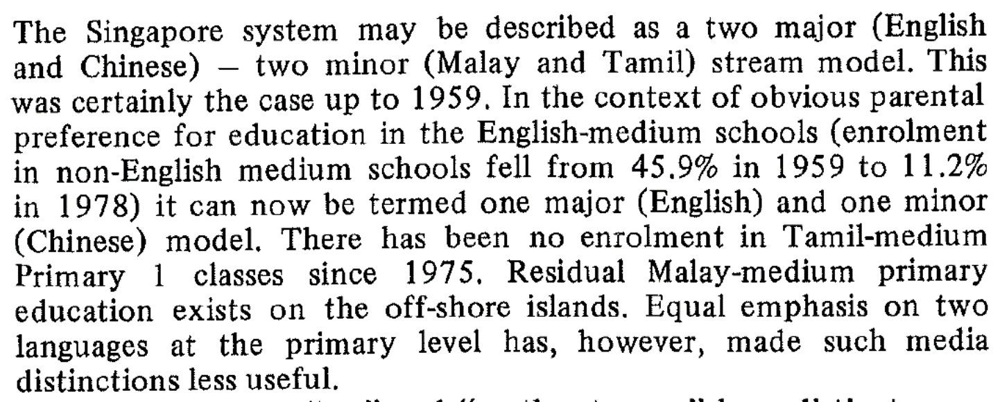 The Singapore system may be described as a two major (English
and Chinese) – two minor (Malay and Tamil) stream model. This
was certainly the case up to 1959. In the context of obvious parental
preference for education in the English-medium schools (enrolment
in non-English medium schools fell from 45.9% in 1959 to 11.2%
in 1978) it can now be termed one major (English) and one minor
(Chinese) model. There has been no enrolment in Tamil-medium
Primary 1 classes since 1975. Residual Malay-medium primary
education exists on the off-shore islands. Equal emphasis on two
languages at the primary level has, however, made such media
distinctions less useful.